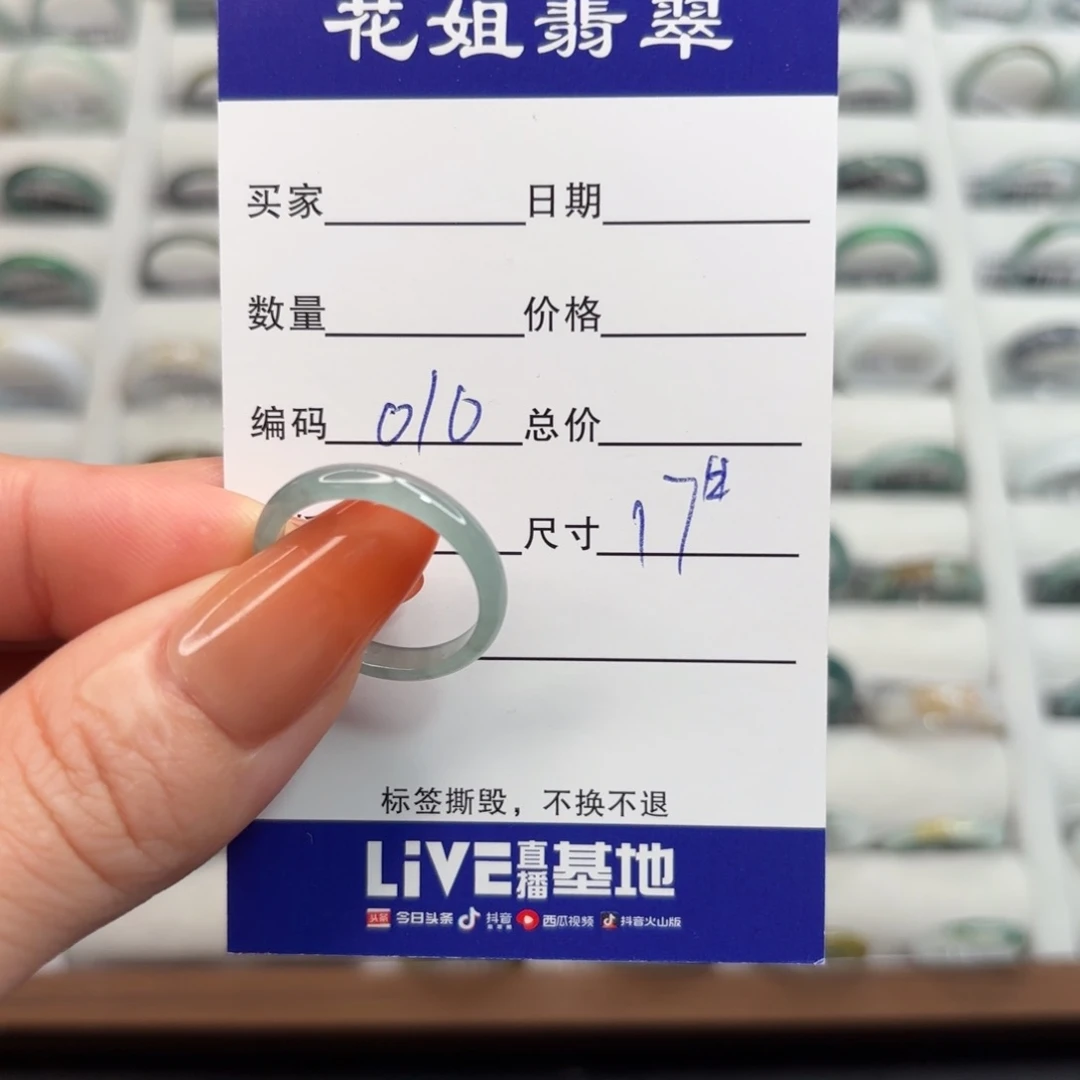 花姐翡翠
买家 日期
数量 价格
编码 010 总价
尺寸 17
标签撕毁，不换不退
LiVE直播基地
头条 今日头条 抖音 西瓜视频 抖音火山版